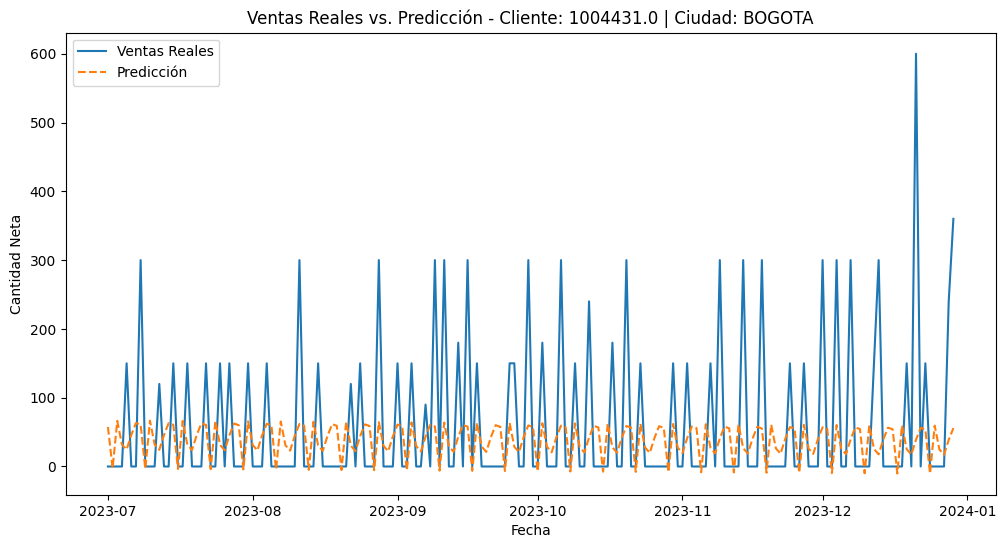 Ventas Reales vs. Predicción - Cliente: 1004431.0 | Ciudad: BOGOTA
Ventas Reales
Predicción
600
500
400
300
200
100
0
Cantidad Neta
2023-07
2023-08
2023-09
2023-10
2023-11
2023-12
2024-01
Fecha